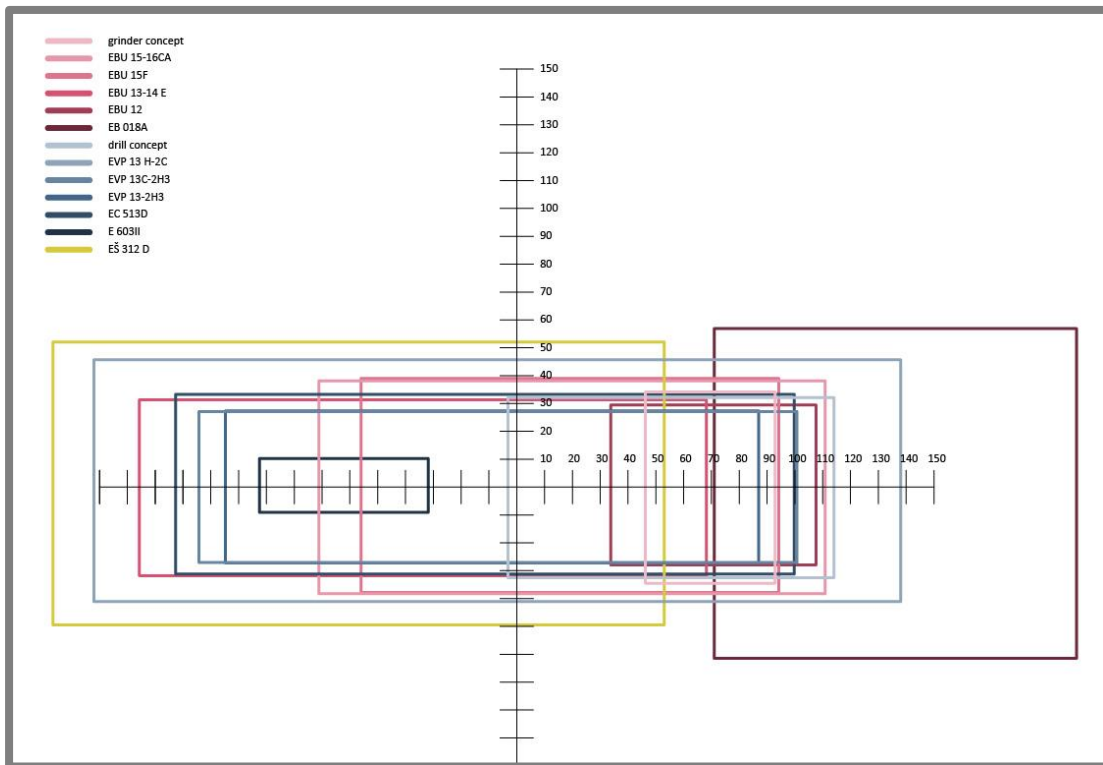 grinder concept
EBU 15-16CA
EBU 15F
EBU 13-14 E
EBU 12
EB 018A
drill concept
EVP 13 H-2C
EVP 13C-2H3
EVP 13-2H3
EC 513D
E 603II
EŠ 312 D
150
140
130
120
110
100
90
80
70
60
50
40
30
20
10 20 30 40 50 60 70 80 90 100 110 120 130 140 150